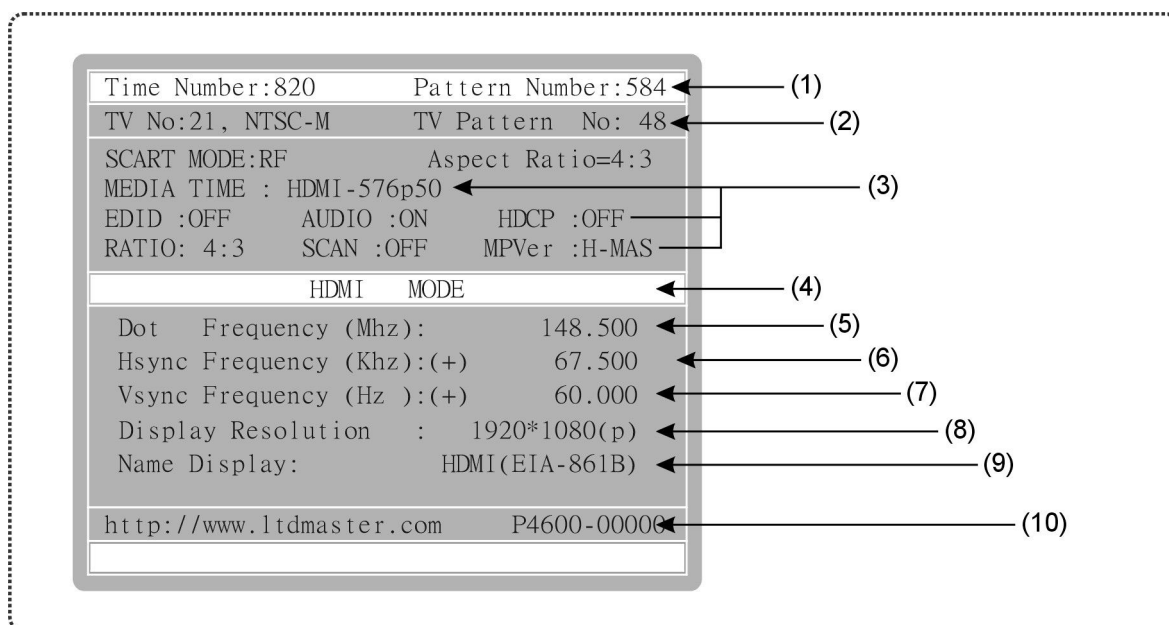 Time Number:820 Pattern Number:584 (1)
TV No:21, NTSC-M TV Pattern No: 48 (2)
SCART MODE:RF Aspect Ratio=4:3
MEDIA TIME : HDMI-576p50 (3)
EDID :OFF AUDIO :ON HDCP :OFF
RATIO: 4:3 SCAN :OFF MPVer :H-MAS
HDMI MODE (4)
Dot Frequency (Mhz): 148.500 (5)
Hsync Frequency (Khz):(+) 67.500 (6)
Vsync Frequency (Hz ):(+) 60.000 (7)
Display Resolution : 1920*1080(p) (8)
Name Display: HDMI(EIA-861B) (9)
http://www.ltdmaster.com P4600-00000 (10)